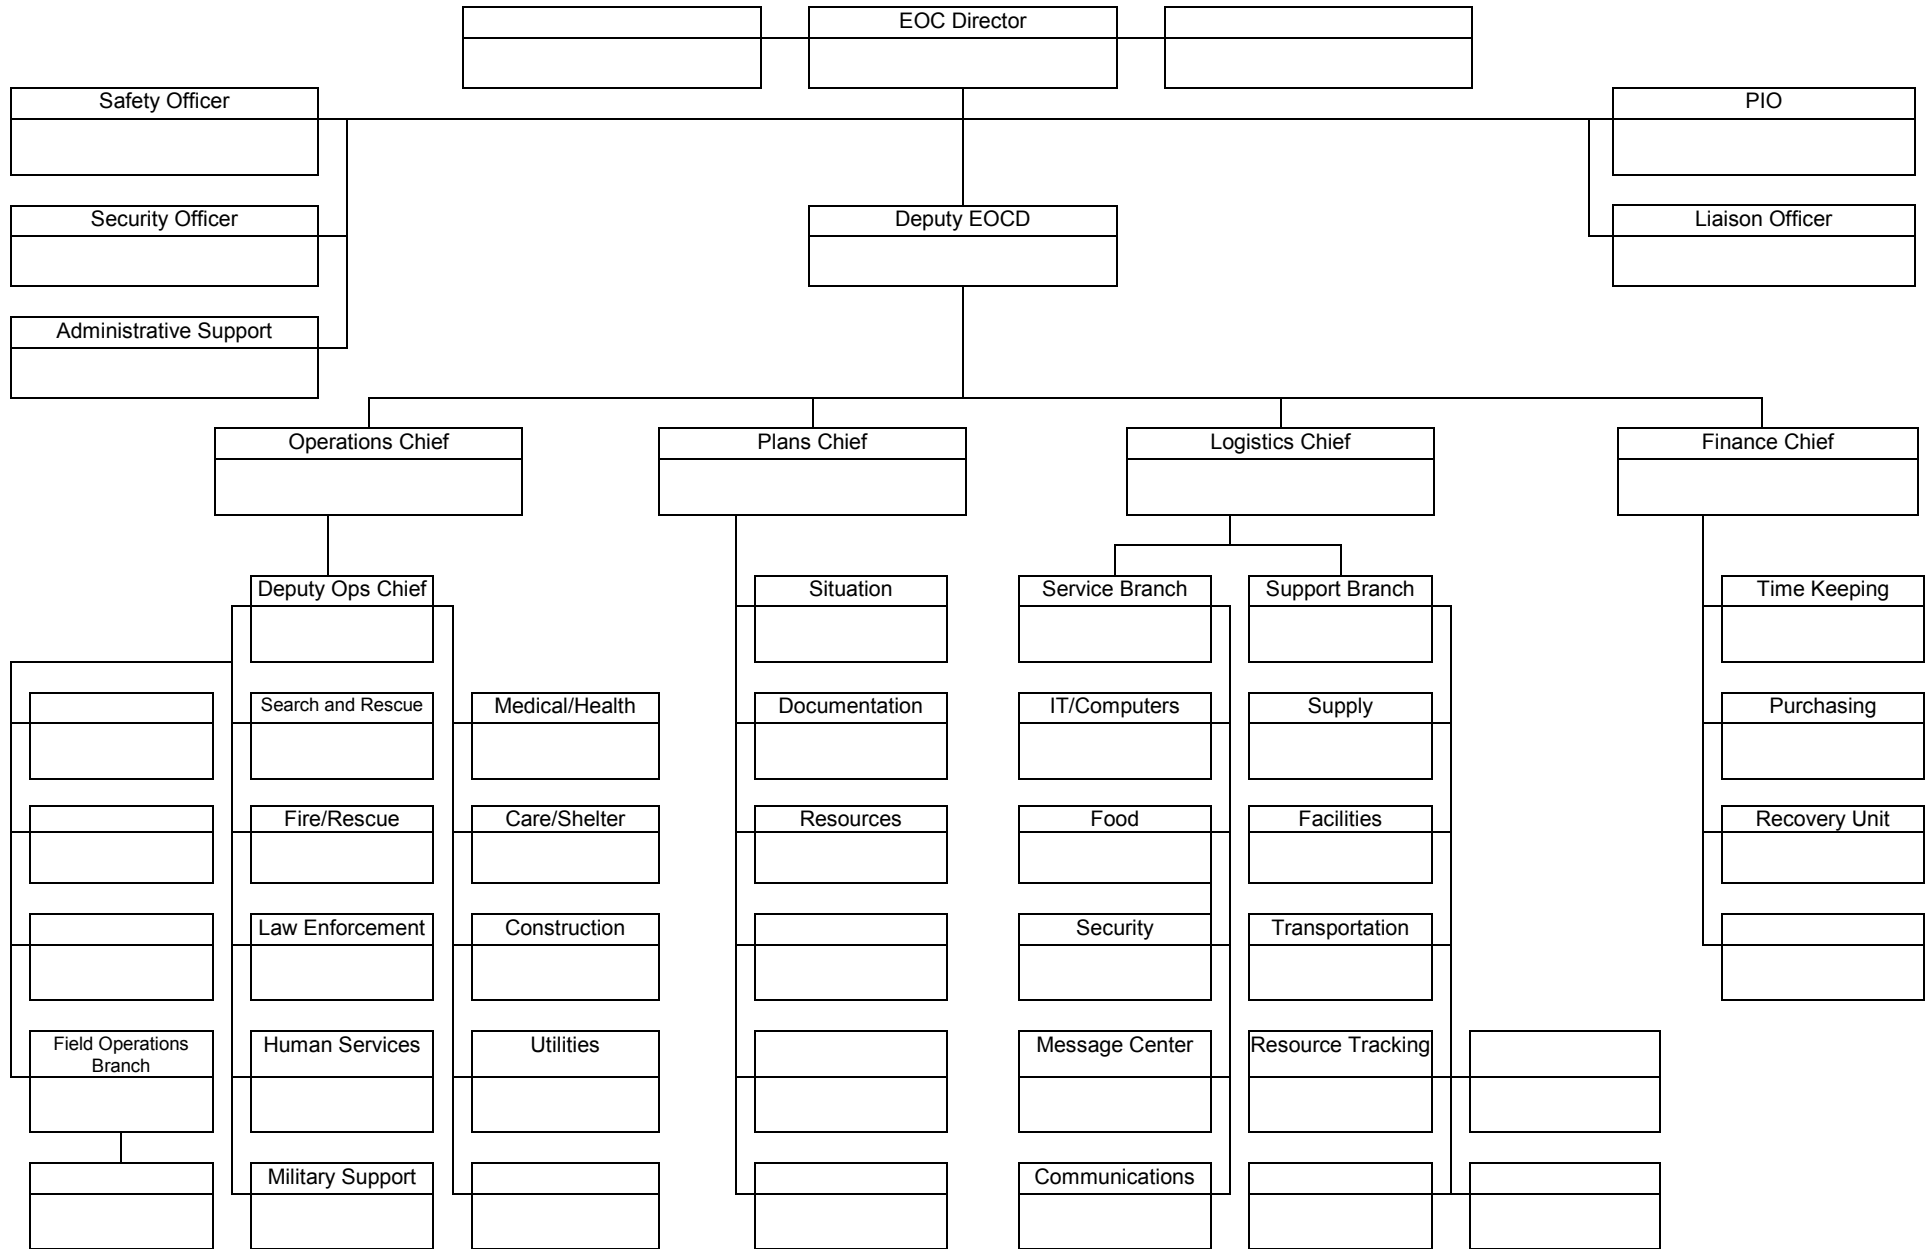 EOC Director
Safety Officer
PIO
Security Officer
Deputy EOCD
Liaison Officer
Administrative Support
Operations Chief
Plans Chief
Logistics Chief
Finance Chief
Deputy Ops Chief
Situation
Service Branch
Support Branch
Time Keeping
Search and Rescue
Medical/Health
Documentation
IT/Computers
Supply
Purchasing
Fire/Rescue
Care/Shelter
Resources
Food
Facilities
Recovery Unit
Law Enforcement
Construction
Security
Transportation
Field Operations
Branch
Human Services
Utilities
Message Center
Resource Tracking
Military Support
Communications